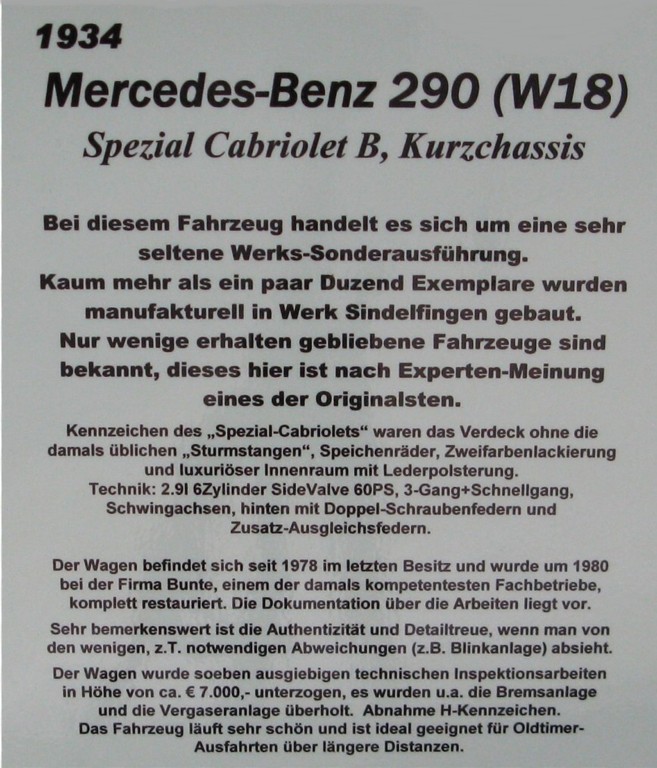 1934
Mercedes-Benz 290 (W18)
Spezial Cabriolet B, Kurzchassis
Bei diesem Fahrzeug handelt es sich um eine sehr
seltene Werks-Sonderausführung.
Kaum mehr als ein paar Duzend Exemplare wurden
manufakturell in Werk Sindelfingen gebaut.
Nur wenige erhalten gebliebene Fahrzeuge sind
bekannt, dieses hier ist nach Experten-Meinung
eines der Originalsten.
Kennzeichen des „Spezial-Cabriolets“ waren das Verdeck ohne die
damals üblichen „Sturmstangen“, Speichenräder, Zweifarbenlackierung
und luxuriöser Innenraum mit Lederpolsterung.
Technik: 2.9l 6Zylinder SideValve 60PS, 3-Gang+Schnellgang,
Schwingachsen, hinten mit Doppel-Schraubenfedern und
Zusatz-Ausgleichsfedern.
Der Wagen befindet sich seit 1978 im letzten Besitz und wurde um 1980
bei der Firma Bunte, einem der damals kompetentesten Fachbetriebe,
komplett restauriert. Die Dokumentation über die Arbeiten liegt vor.
Sehr bemerkenswert ist die Authentizität und Detailtreue, wenn man von
den wenigen, z.T. notwendigen Abweichungen (z.B. Blinkanlage) absieht.
Der Wagen wurde soeben ausgiebigen technischen Inspektionsarbeiten
in Höhe von ca. € 7.000,- unterzogen, es wurden u.a. die Bremsanlage
und die Vergaseranlage überholt. Abnahme H-Kennzeichen.
Das Fahrzeug läuft sehr schön und ist ideal geeignet für Oldtimer-
Ausfahrten über längere Distanzen.